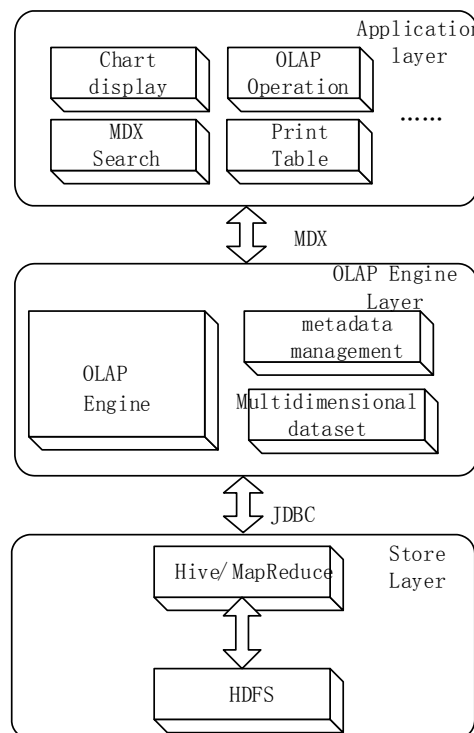 Application
layer
Chart
display
OLAP
Operation
......
MDX
Search
Print
Table
MDX
OLAP Engine
Layer
OLAP
Engine
metadata
management
Multidimensional
dataset
JDBC
Store
Layer
Hive/MapReduce
HDFS